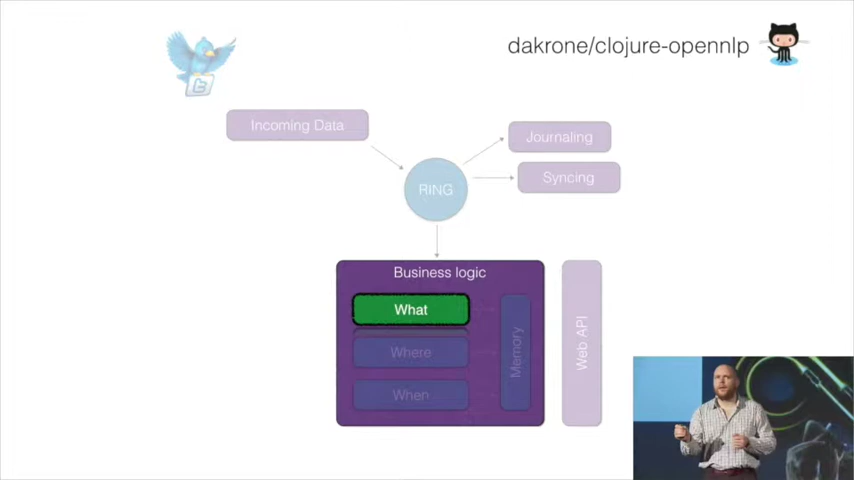 dakrone/clojure-opennlp
Incoming Data
Journaling
RING
Syncing
Business logic
What
Where
When
Memory
Web API